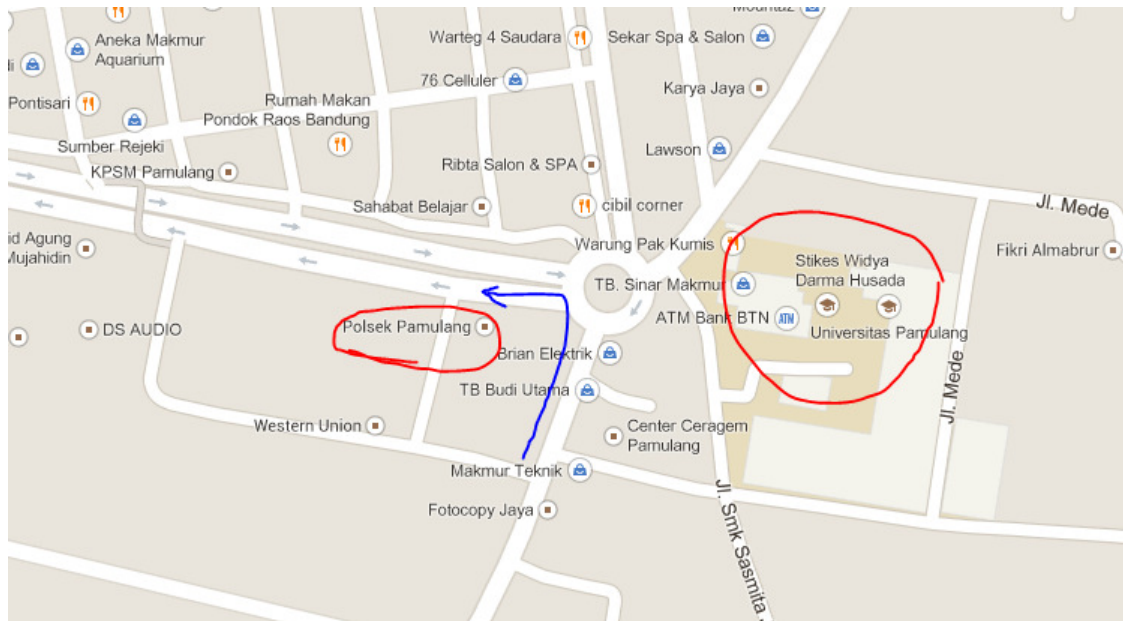 Mountaz
Aneka Makmur
Aquarium
Warteg 4 Saudara
Sekar Spa & Salon
76 Celluler
Karya Jaya
Pontisari
Rumah Makan
Pondok Raos Bandung
Sumber Rejeki
Lawson
KPSM Pamulang
Ribta Salon & SPA
Sahabat Belajar
cibil corner
Jl. Mede
id Agung
Mujahidin
Warung Pak Kumis
Fikri Almabrur
Stikes Widya
Darma Husada
TB. Sinar Makmur
ATM Bank BTN
ATM
Universitas Pamulang
DS AUDIO
Polsek Pamulang
Brian Elektrik
TB Budi Utama
Jl. Mede
Western Union
Center Ceragem
Pamulang
Makmur Teknik
Fotocopy Jaya
Jl. Smk Sasmita